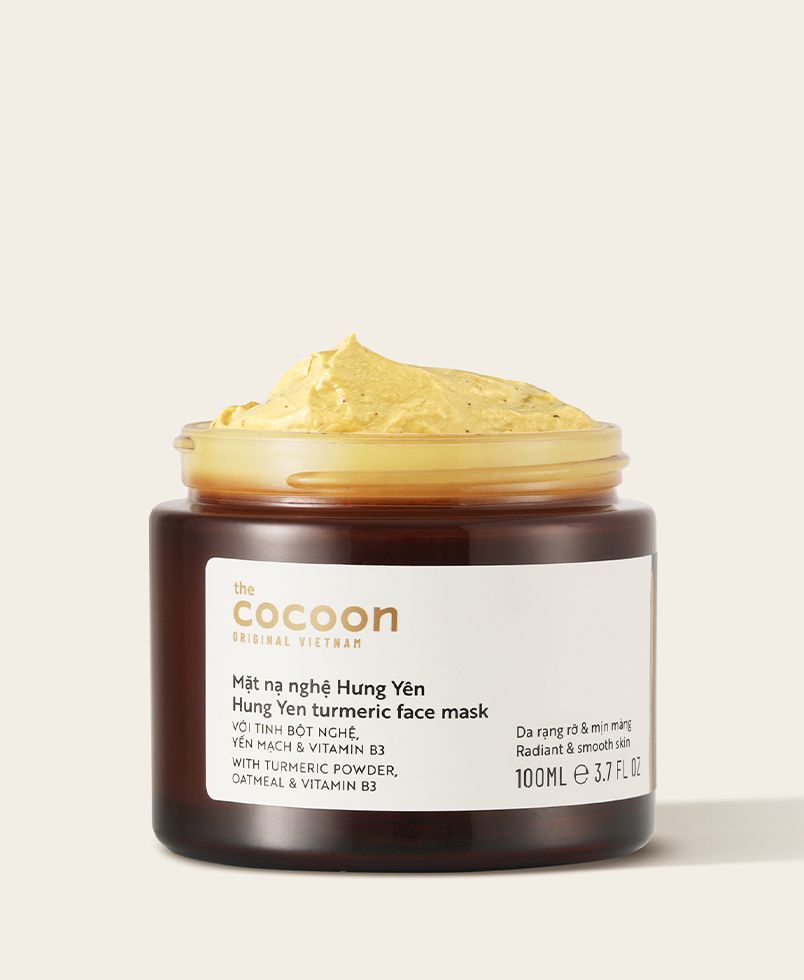 the
cocoon
ORIGINAL VIETNAM
Mặt nạ nghệ Hưng Yên
Hung Yen turmeric face mask
VỚI TINH BỘT NGHỆ,
YẾN MẠCH & VITAMIN B3
WITH TURMERIC POWDER,
OATMEAL & VITAMIN B3
Da rạng rỡ & mịn màng
Radiant & smooth skin
100ML ℮ 3.7 FL OZ